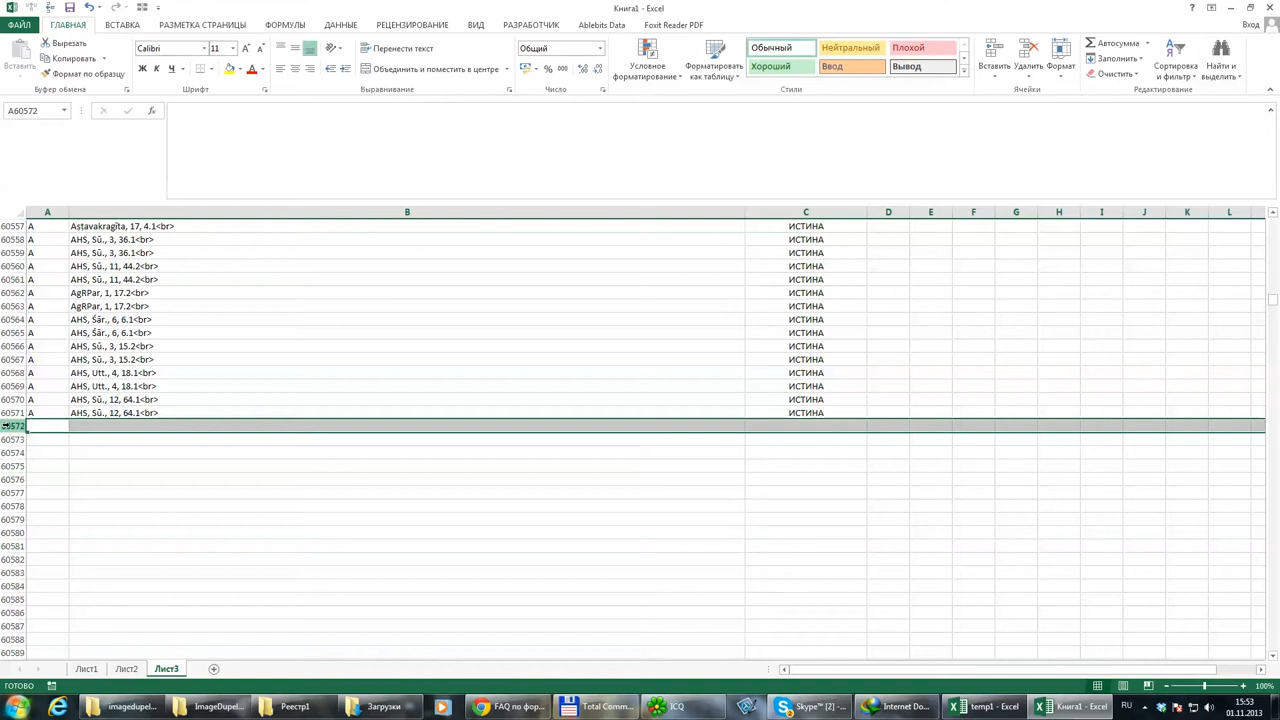 Книга1 - Excel
ФАЙЛ ГЛАВНАЯ ВСТАВКА РАЗМЕТКА СТРАНИЦЫ ФОРМУЛЫ ДАННЫЕ РЕЦЕНЗИРОВАНИЕ ВИД РАЗРАБОТЧИК Ablebits Data Foxit Reader PDF Вход
Вставить
Вырезать
Копировать
Формат по образцу
Буфер обмена
Calibri 11
Ж К Ч
Шрифт
Перенести текст
Объединить и поместить в центре
Выравнивание
Общий
% 000
Число
Условное форматирование
Форматировать как таблицу
Обычный Нейтральный Плохой
Хороший Ввод Вывод
Стили
Вставить Удалить Формат
Ячейки
Автосумма
Заполнить
Очистить
Сортировка и фильтр
Найти и выделить
Редактирование
A60572
A B C D E F G H I J K L
60557 A Aṣṭavakragīta, 17, 4.1<br> ИСТИНА
60558 A AHS, Sū., 3, 36.1<br> ИСТИНА
60559 A AHS, Sū., 3, 36.1<br> ИСТИНА
60560 A AHS, Sū., 11, 44.2<br> ИСТИНА
60561 A AHS, Sū., 11, 44.2<br> ИСТИНА
60562 A AgRPar, 1, 17.2<br> ИСТИНА
60563 A AgRPar, 1, 17.2<br> ИСТИНА
60564 A AHS, Śār., 6, 6.1<br> ИСТИНА
60565 A AHS, Śār., 6, 6.1<br> ИСТИНА
60566 A AHS, Sū., 3, 15.2<br> ИСТИНА
60567 A AHS, Sū., 3, 15.2<br> ИСТИНА
60568 A AHS, Utt., 4, 18.1<br> ИСТИНА
60569 A AHS, Utt., 4, 18.1<br> ИСТИНА
60570 A AHS, Sū., 12, 64.1<br> ИСТИНА
60571 A AHS, Sū., 12, 64.1<br> ИСТИНА
60572
60573
60574
60575
60576
60577
60578
60579
60580
60581
60582
60583
60584
60585
60586
60587
60588
60589
Лист1 Лист2 Лист3
ГОТОВО 100%
imagedupel... ImageDupel... Реестр1 Загрузки FAQ по фор... Total Comm... ICQ Skype™ [2] -... Internet Do... temp1 - Excel Книга1 - Excel RU 15:53
01.11.2013